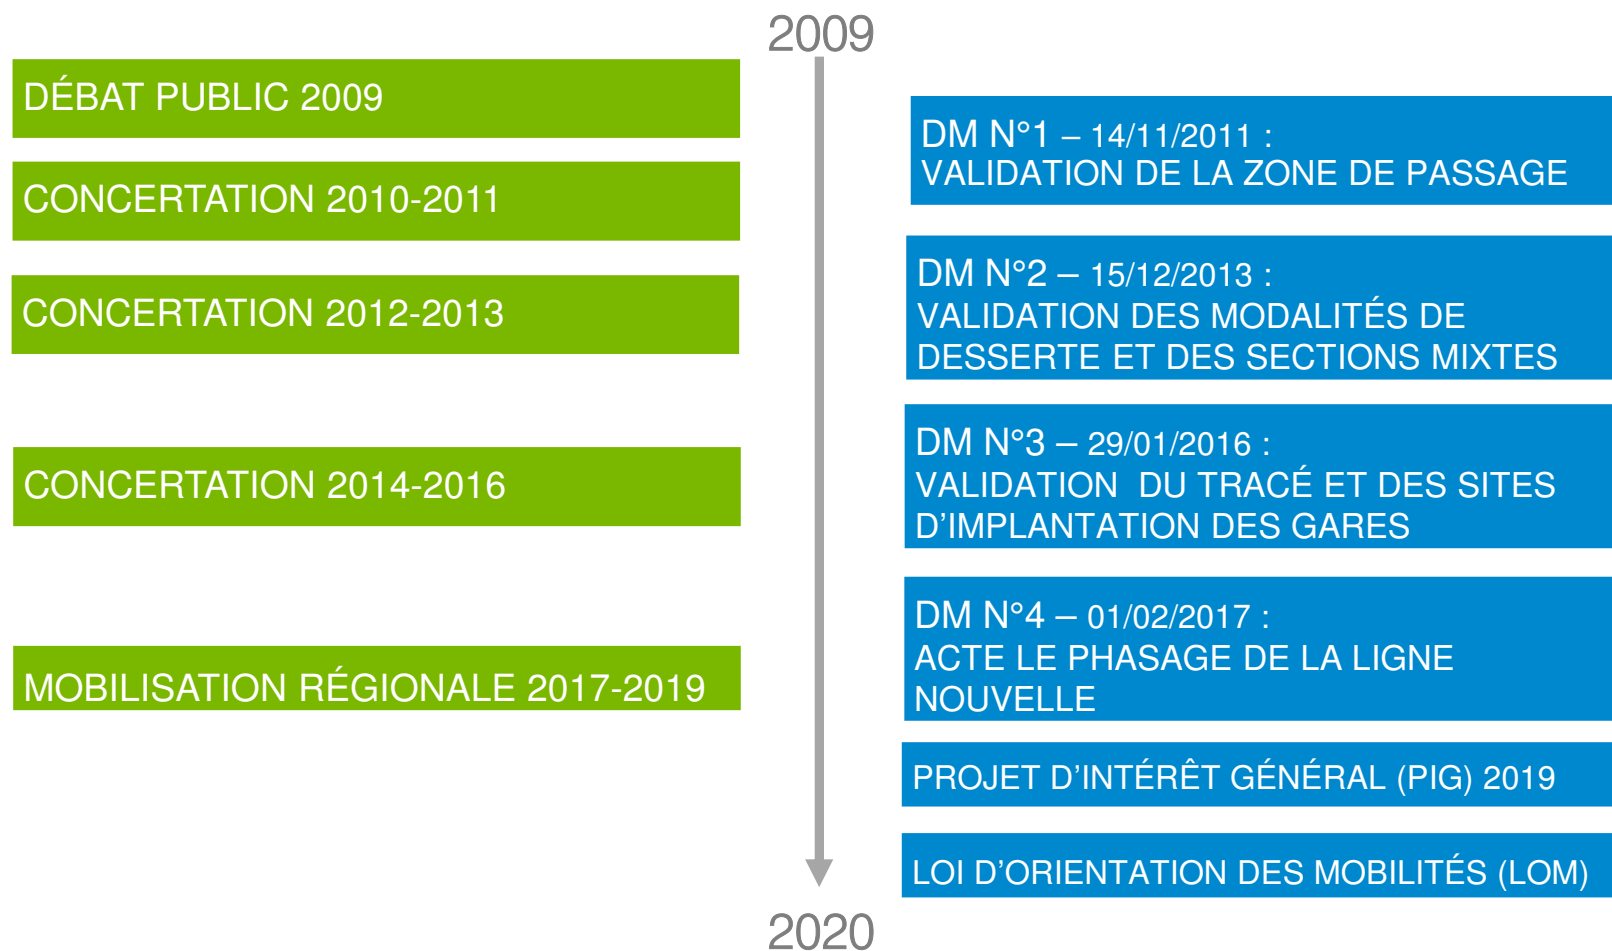 2009
DÉBAT PUBLIC 2009
CONCERTATION 2010-2011
CONCERTATION 2012-2013
CONCERTATION 2014-2016
MOBILISATION RÉGIONALE 2017-2019
DM N°1 – 14/11/2011 :
VALIDATION DE LA ZONE DE PASSAGE
DM N°2 – 15/12/2013 :
VALIDATION DES MODALITÉS DE
DESSERTE ET DES SECTIONS MIXTES
DM N°3 – 29/01/2016 :
VALIDATION DU TRACÉ ET DES SITES
D’IMPLANTATION DES GARES
DM N°4 – 01/02/2017 :
ACTE LE PHASAGE DE LA LIGNE
NOUVELLE
PROJET D’INTÉRÊT GÉNÉRAL (PIG) 2019
LOI D’ORIENTATION DES MOBILITÉS (LOM)
2020